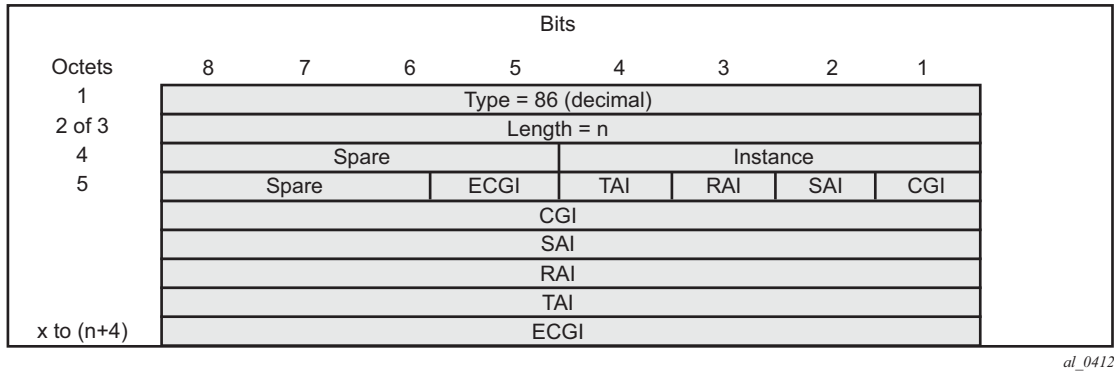 Bits
Octets 8 7 6 5 4 3 2 1
1 Type = 86 (decimal)
2 of 3 Length = n
4 Spare Instance
5 Spare ECGI TAI RAI SAI CGI
CGI
SAI
RAI
TAI
x to (n+4) ECGI
al_0412